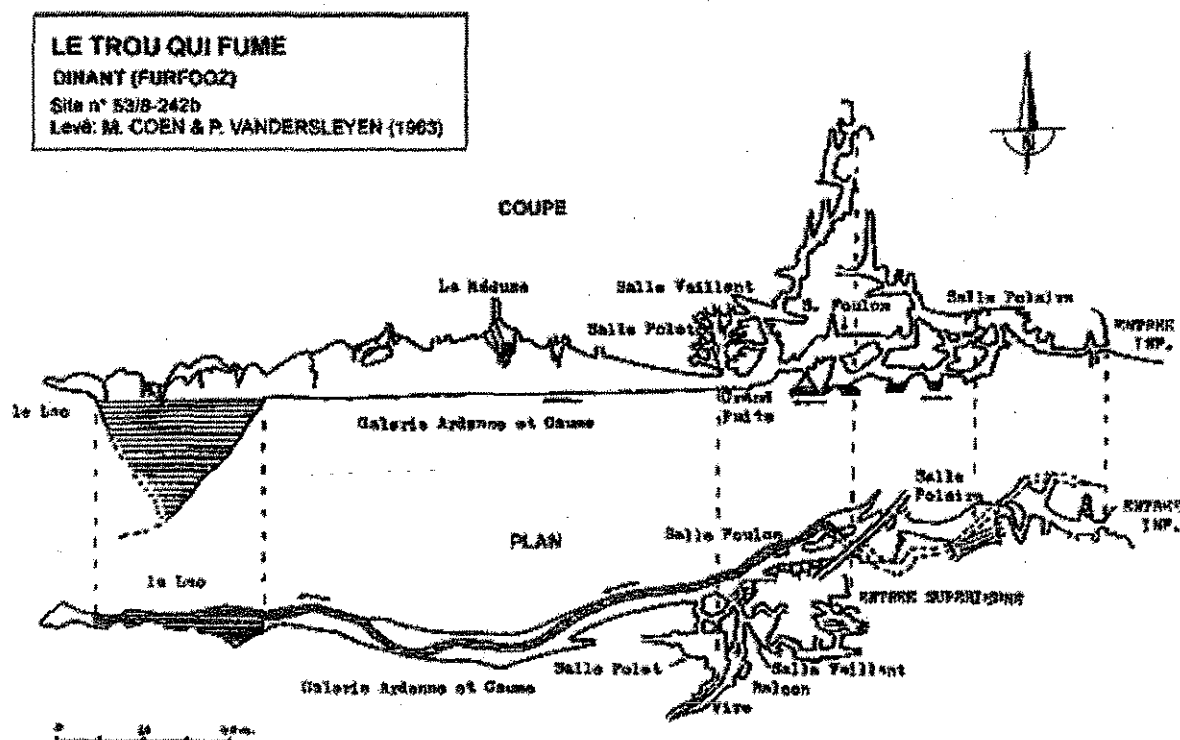 LE TROU QUI FUME
DINANT (FURFOOZ)
Site n° 53/8-242b
Levé: M. COEN & P. VANDERSLEYEN (1963)
N
COUPE
La Méduse
Salle Vaillant
S. Foulon
Salle Polaire
Salle Polet
ENTREE
INF.
le Lac
Galerie Ardenne et Gaume
Grand
Puits
Salle
Polaire
PLAN
Salle Foulon
ENTREE
INF.
le Lac
ENTREE SUPERIEURE
Salle Polet
Salle Vaillant
Galerie Ardenne et Gaume
Balcon
Vire